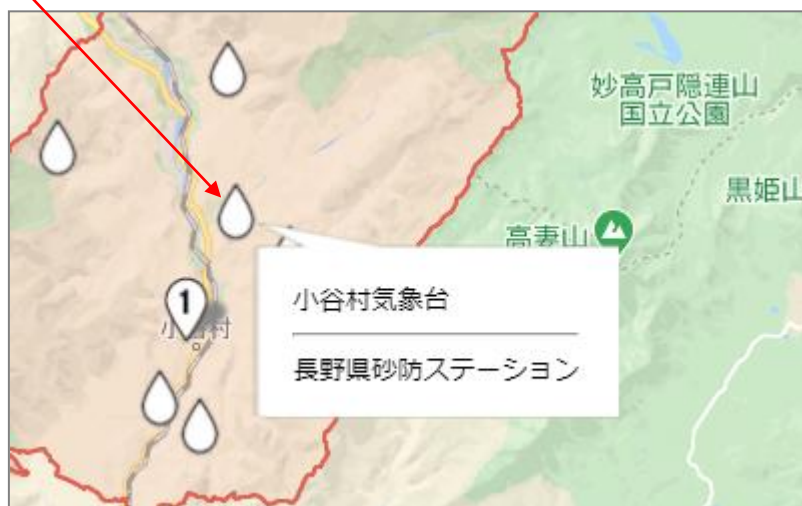 妙高戸隠連山
国立公園
黒姫山
高妻山
小谷村気象台
1
小谷村
長野県砂防ステーション